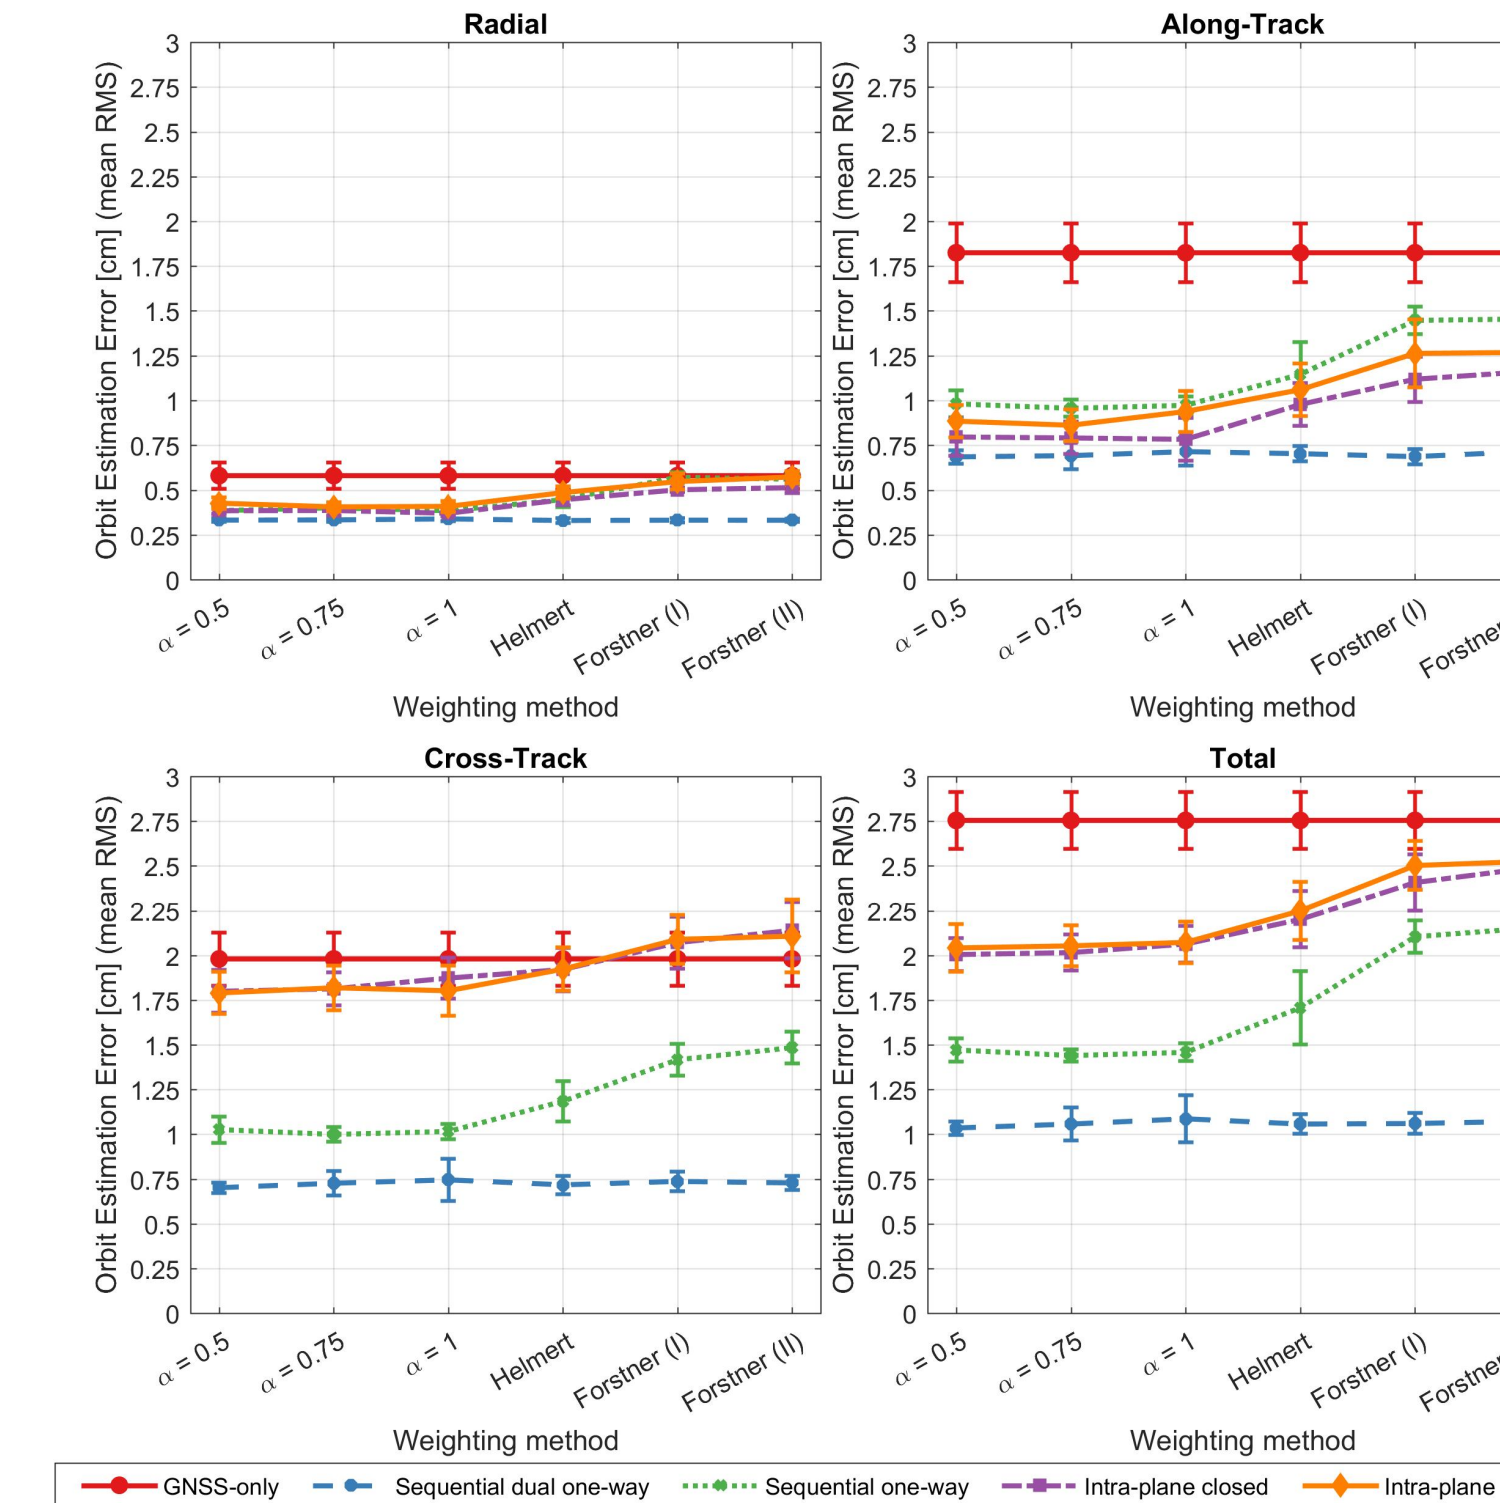 Radial
Orbit Estimation Error [cm] (mean RMS)
3
2.75
2.5
2.25
2
1.75
1.5
1.25
1
0.75
0.5
0.25
0
α = 0.5
α = 0.75
α = 1
Helmert
Forstner (I)
Forstner (II)
Weighting method
Along-Track
Orbit Estimation Error [cm] (mean RMS)
3
2.75
2.5
2.25
2
1.75
1.5
1.25
1
0.75
0.5
0.25
0
α = 0.5
α = 0.75
α = 1
Helmert
Forstner (I)
Forstner
Weighting method
Cross-Track
Orbit Estimation Error [cm] (mean RMS)
3
2.75
2.5
2.25
2
1.75
1.5
1.25
1
0.75
0.5
0.25
0
α = 0.5
α = 0.75
α = 1
Helmert
Forstner (I)
Forstner (II)
Weighting method
Total
Orbit Estimation Error [cm] (mean RMS)
3
2.75
2.5
2.25
2
1.75
1.5
1.25
1
0.75
0.5
0.25
0
α = 0.5
α = 0.75
α = 1
Helmert
Forstner (I)
Forstner
Weighting method
GNSS-only
Sequential dual one-way
Sequential one-way
Intra-plane closed
Intra-plane